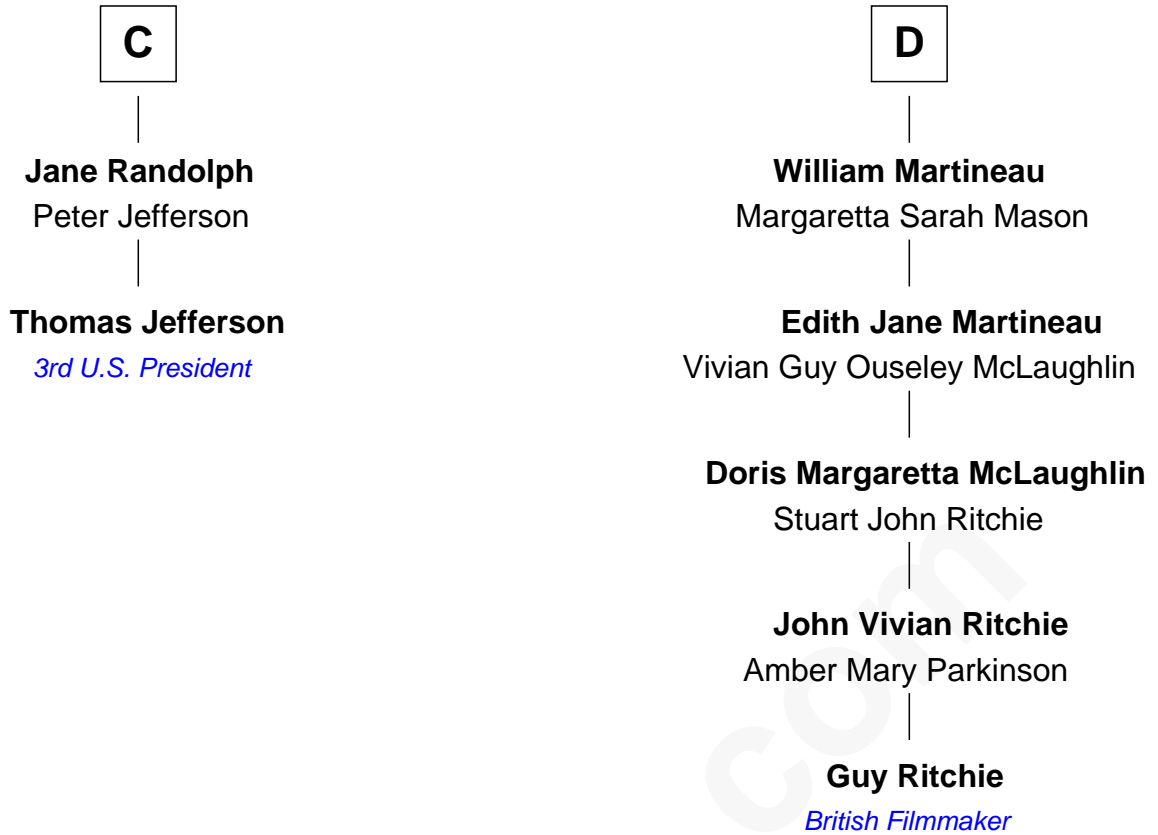 C
Jane Randolph
Peter Jefferson
Thomas Jefferson
3rd U.S. President
D
William Martineau
Margaretta Sarah Mason
Edith Jane Martineau
Vivian Guy Ouseley McLaughlin
Doris Margaretta McLaughlin
Stuart John Ritchie
John Vivian Ritchie
Amber Mary Parkinson
Guy Ritchie
British Filmmaker
com